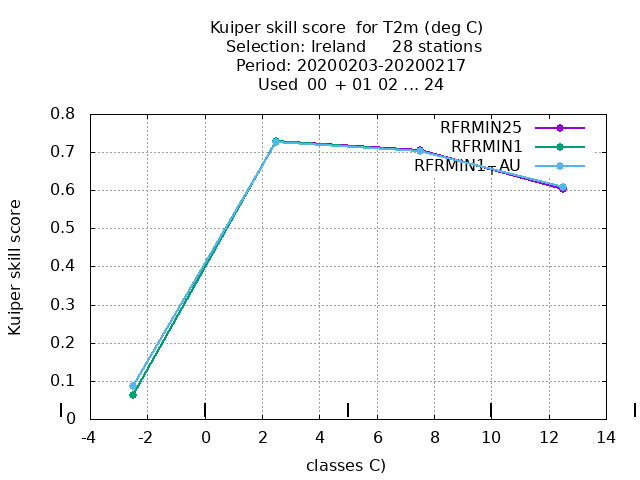 Kuiper skill score for T2m (deg C)
Selection: Ireland 28 stations
Period: 20200203-20200217
Used 00 + 01 02 ... 24
RFRMIN25
RFRMIN1
RFRMIN1+AU
Kuiper skill score
0.8
0.7
0.6
0.5
0.4
0.3
0.2
0.1
0
-4 -2 0 2 4 6 8 10 12 14
classes C)